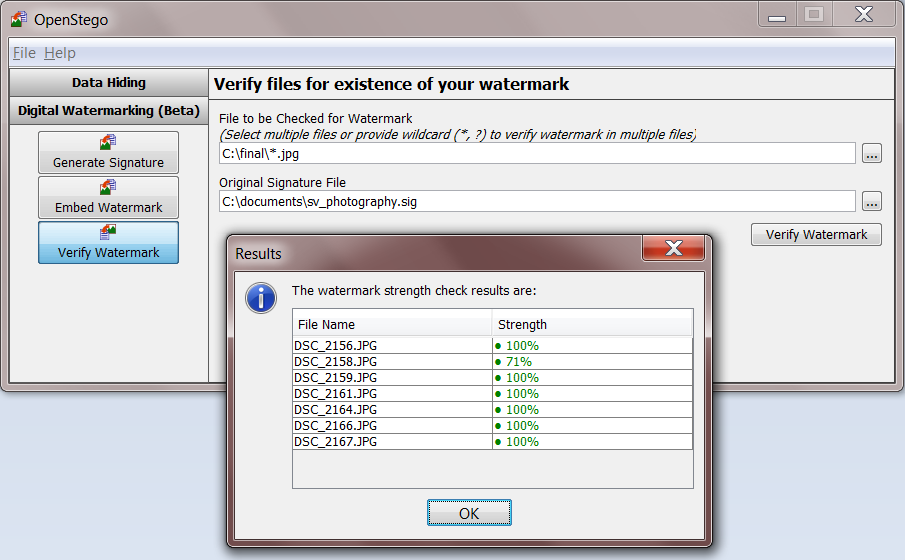 OpenStego
File Help
Data Hiding
Digital Watermarking (Beta)
Generate Signature
Embed Watermark
Verify Watermark
Verify files for existence of your watermark
File to be Checked for Watermark
(Select multiple files or provide wildcard (*, ?) to verify watermark in multiple files)
C:\final\*.jpg
...
Original Signature File
C:\documents\sv_photography.sig
...
Verify Watermark
Results
The watermark strength check results are:
File Name Strength
DSC_2156.JPG ● 100%
DSC_2158.JPG ● 71%
DSC_2159.JPG ● 100%
DSC_2161.JPG ● 100%
DSC_2164.JPG ● 100%
DSC_2166.JPG ● 100%
DSC_2167.JPG ● 100%
OK